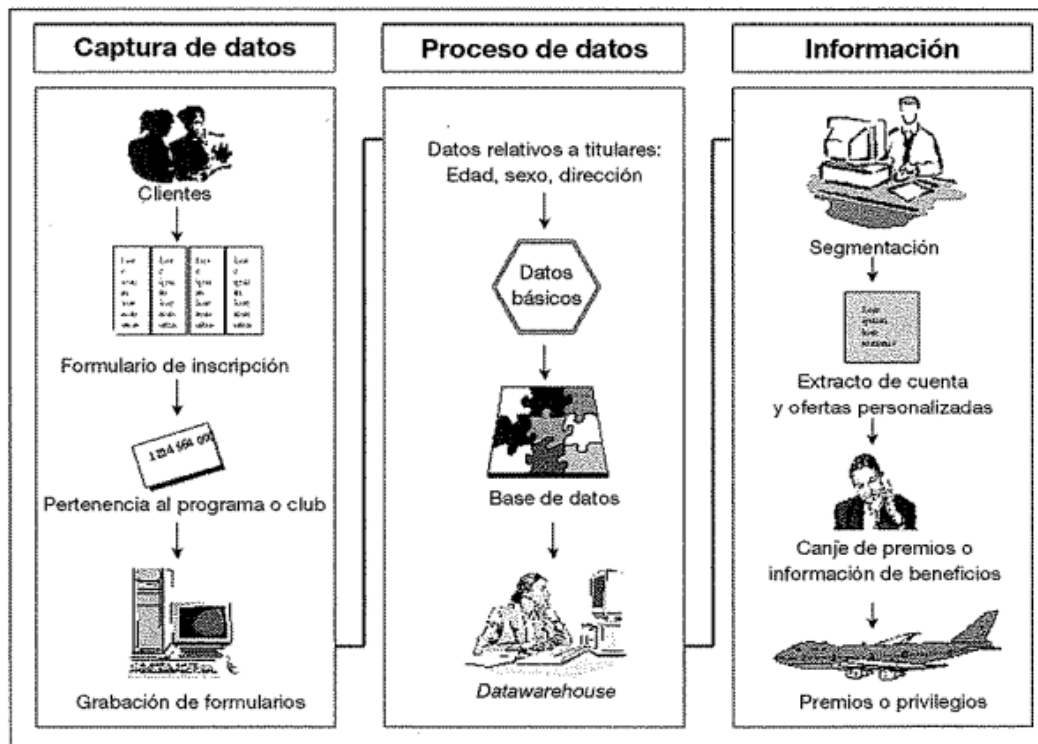 Captura de datos
Clientes
Formulario de inscripción
Pertenencia al programa o club
Grabación de formularios
Proceso de datos
Datos relativos a titulares:
Edad, sexo, dirección
Datos
básicos
Base de datos
Datawarehouse
Información
Segmentación
Extracto de cuenta
y ofertas personalizadas
Canje de premios o
información de beneficios
Premios o privilegios